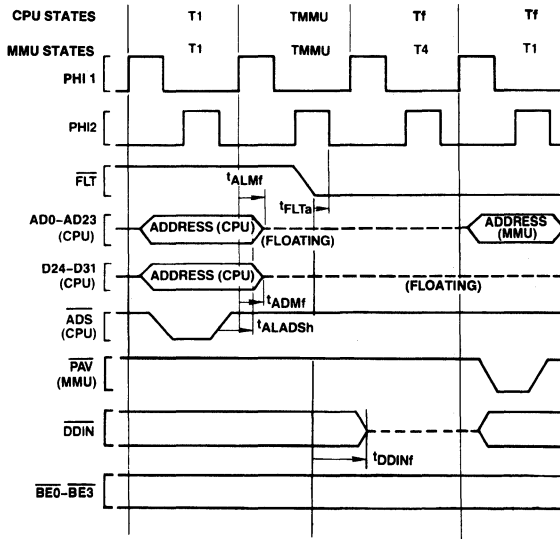 CPU STATES T1 TMMU Tf Tf
MMU STATES T1 TMMU T4 T1
PHI 1
PHI2
FLT
tALMf
tFLTa
AD0–AD23
(CPU)
ADDRESS (CPU)
(FLOATING)
ADDRESS
(MMU)
D24–D31
(CPU)
ADDRESS (CPU)
(FLOATING)
tADMf
ADS
(CPU)
tALADSh
PAV
(MMU)
DDIN
tDDINf
BE0–BE3